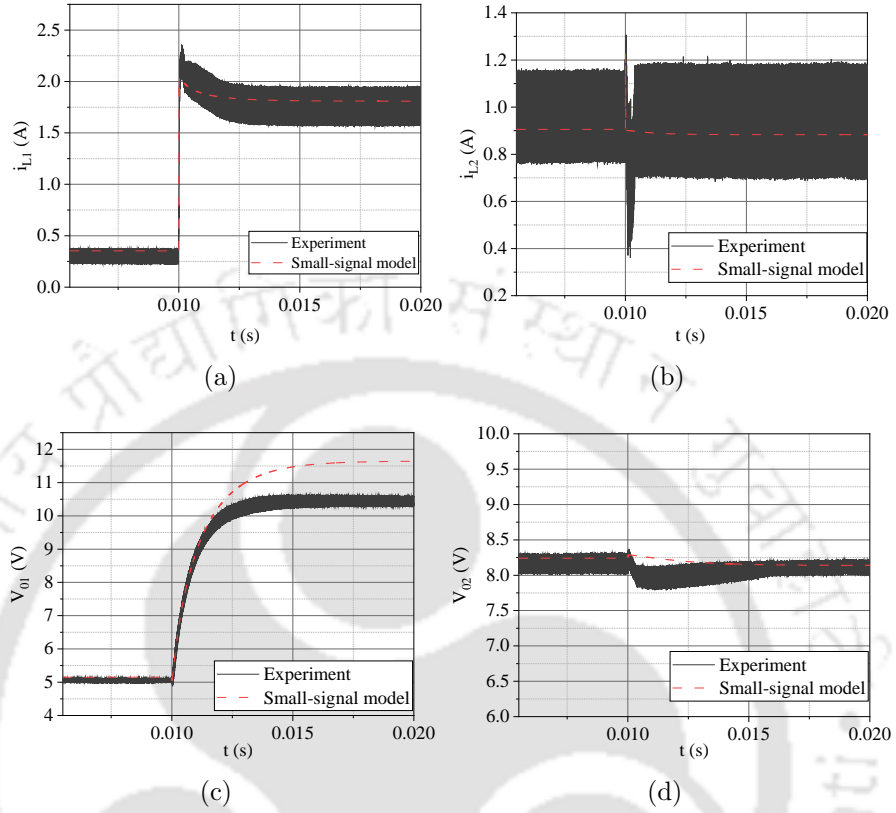 2.5
2.0
1.5
1.0
0.5
0.0
i_L1 (A)
0.010
0.015
0.020
t (s)
Experiment
Small-signal model
(a)
1.4
1.2
1.0
0.8
0.6
0.4
0.2
i_L2 (A)
0.010
0.015
0.020
t (s)
Experiment
Small-signal model
(b)
12
11
10
9
8
7
6
5
4
V_01 (V)
0.010
0.015
0.020
t (s)
Experiment
Small-signal model
(c)
10.0
9.5
9.0
8.5
8.0
7.5
7.0
6.5
6.0
V_02 (V)
0.010
0.015
0.020
t (s)
Experiment
Small-signal model
(d)